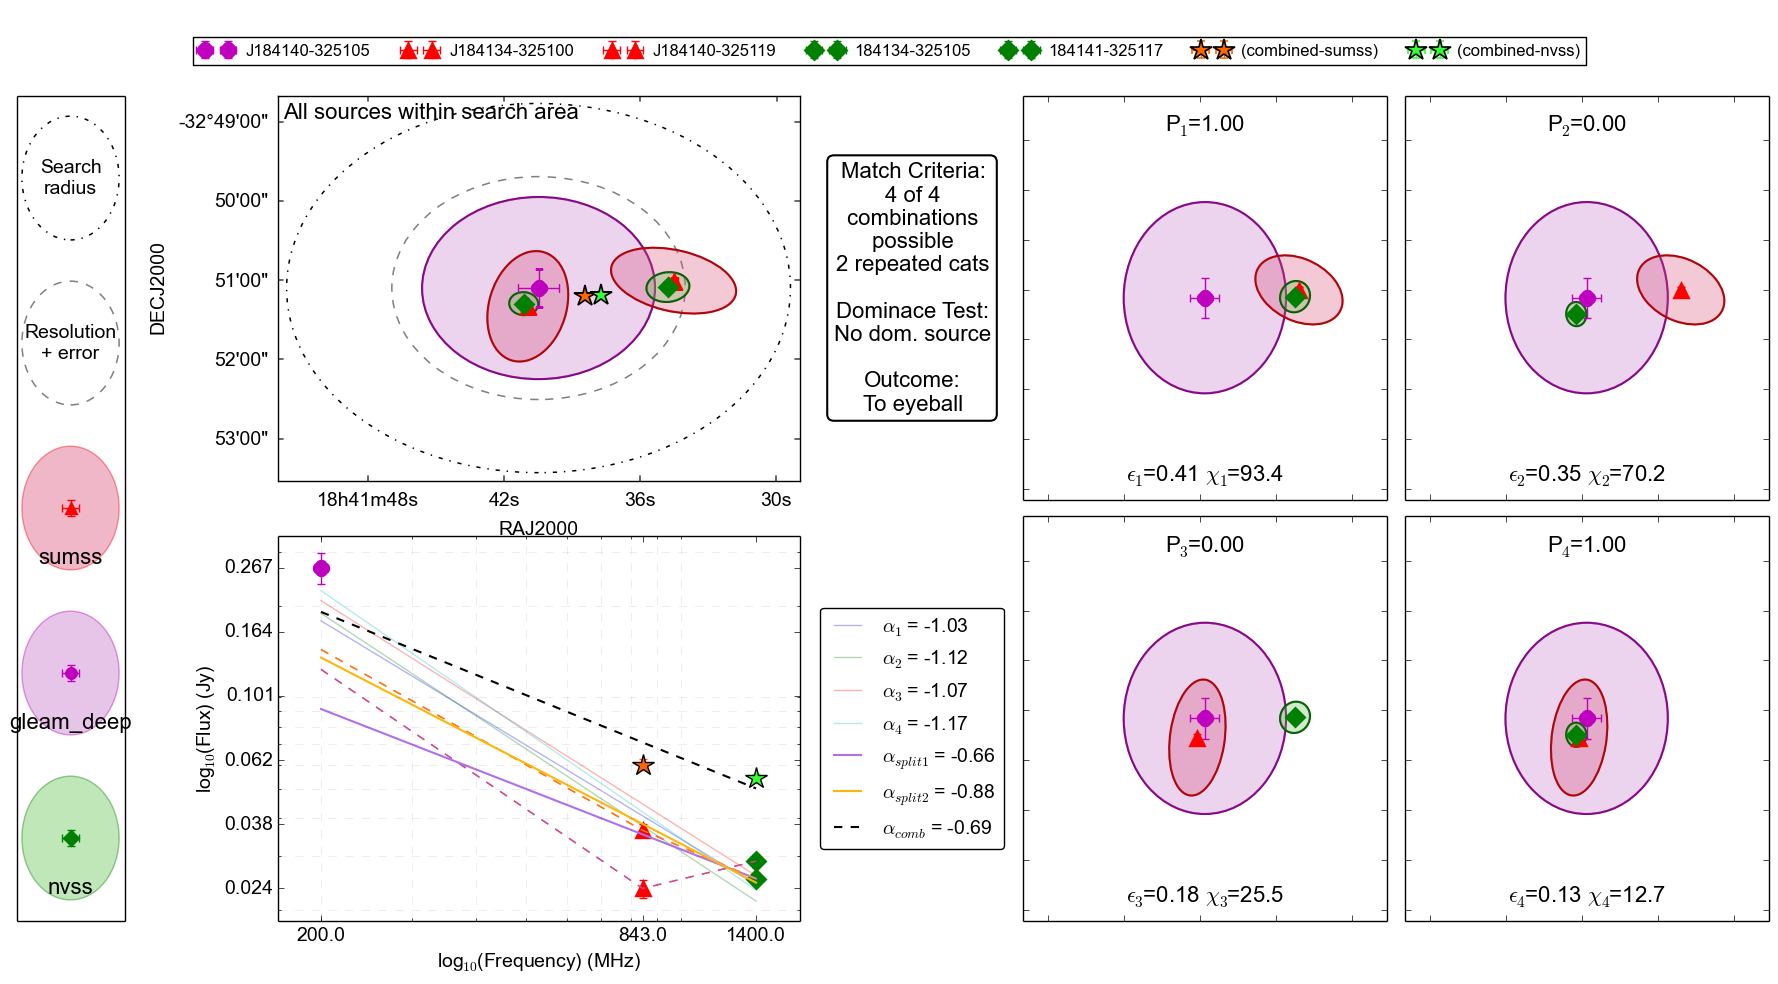 J184140-325105 J184134-325100 J184140-325119 184134-325105 184141-325117 (combined-sumss) (combined-nvss)
Search
radius
Resolution
+ error
sumss
gleam_deep
nvss
All sources within search area
-32°49'00"
50'00"
51'00"
52'00"
53'00"
DECJ2000
18h41m48s 42s 36s 30s
RAJ2000
Match Criteria:
4 of 4
combinations
possible
2 repeated cats
Dominace Test:
No dom. source
Outcome:
To eyeball
P1=1.00
ϵ1=0.41 χ1=93.4
P2=0.00
ϵ2=0.35 χ2=70.2
0.267
0.164
0.101
0.062
0.038
0.024
log10(Flux) (Jy)
200.0 843.0 1400.0
log10(Frequency) (MHz)
α1 = -1.03
α2 = -1.12
α3 = -1.07
α4 = -1.17
αsplit1 = -0.66
αsplit2 = -0.88
αcomb = -0.69
P3=0.00
ϵ3=0.18 χ3=25.5
P4=1.00
ϵ4=0.13 χ4=12.7